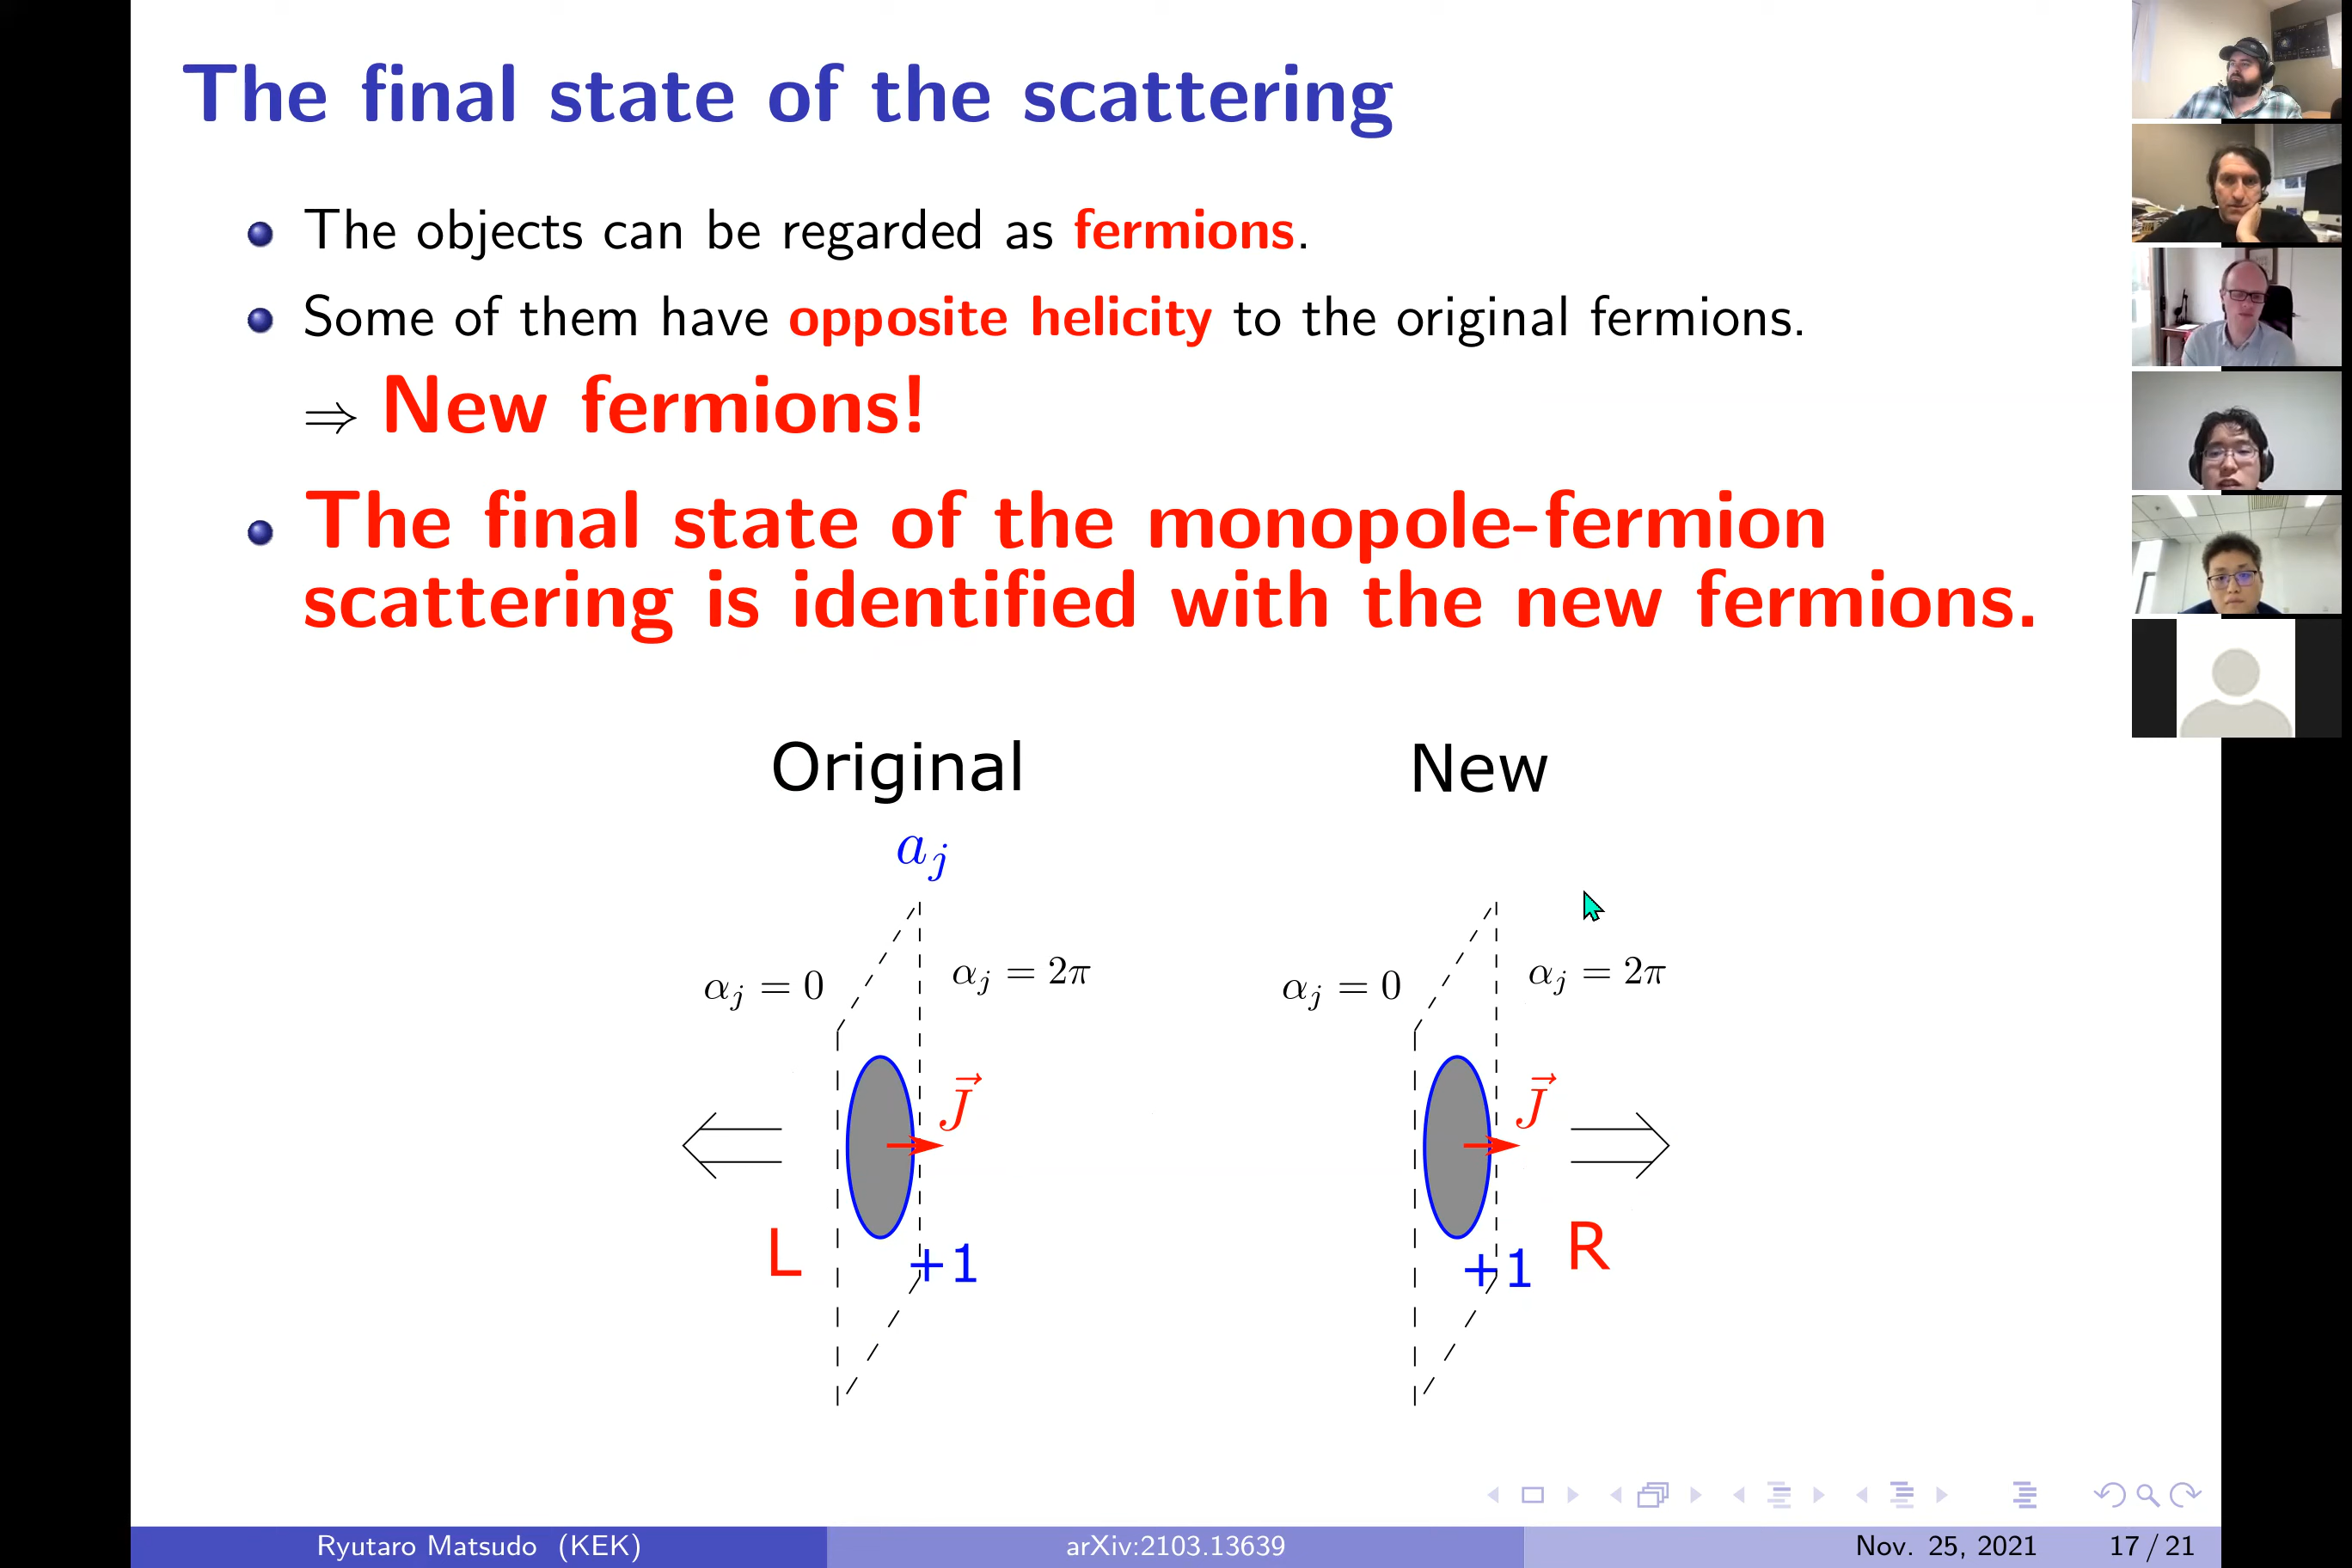 The final state of the scattering
The objects can be regarded as fermions.
Some of them have opposite helicity to the original fermions.
⇒ New fermions!
The final state of the monopole-fermion
scattering is identified with the new fermions.
Original New
a_j
α_j = 0 α_j = 2π α_j = 0 α_j = 2π
J⃗ J⃗
L +1 +1 R
Ryutaro Matsudo (KEK) arXiv:2103.13639 Nov. 25, 2021 17 / 21